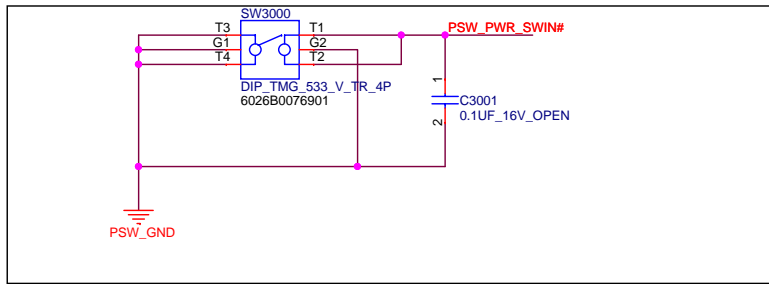 SW3000
T3 T1 PSW_PWR_SWIN#
G1 G2
T4 T2
DIP_TMG_533_V_TR_4P
6026B0076901
1
C3001
0.1UF_16V_OPEN
2
PSW_GND